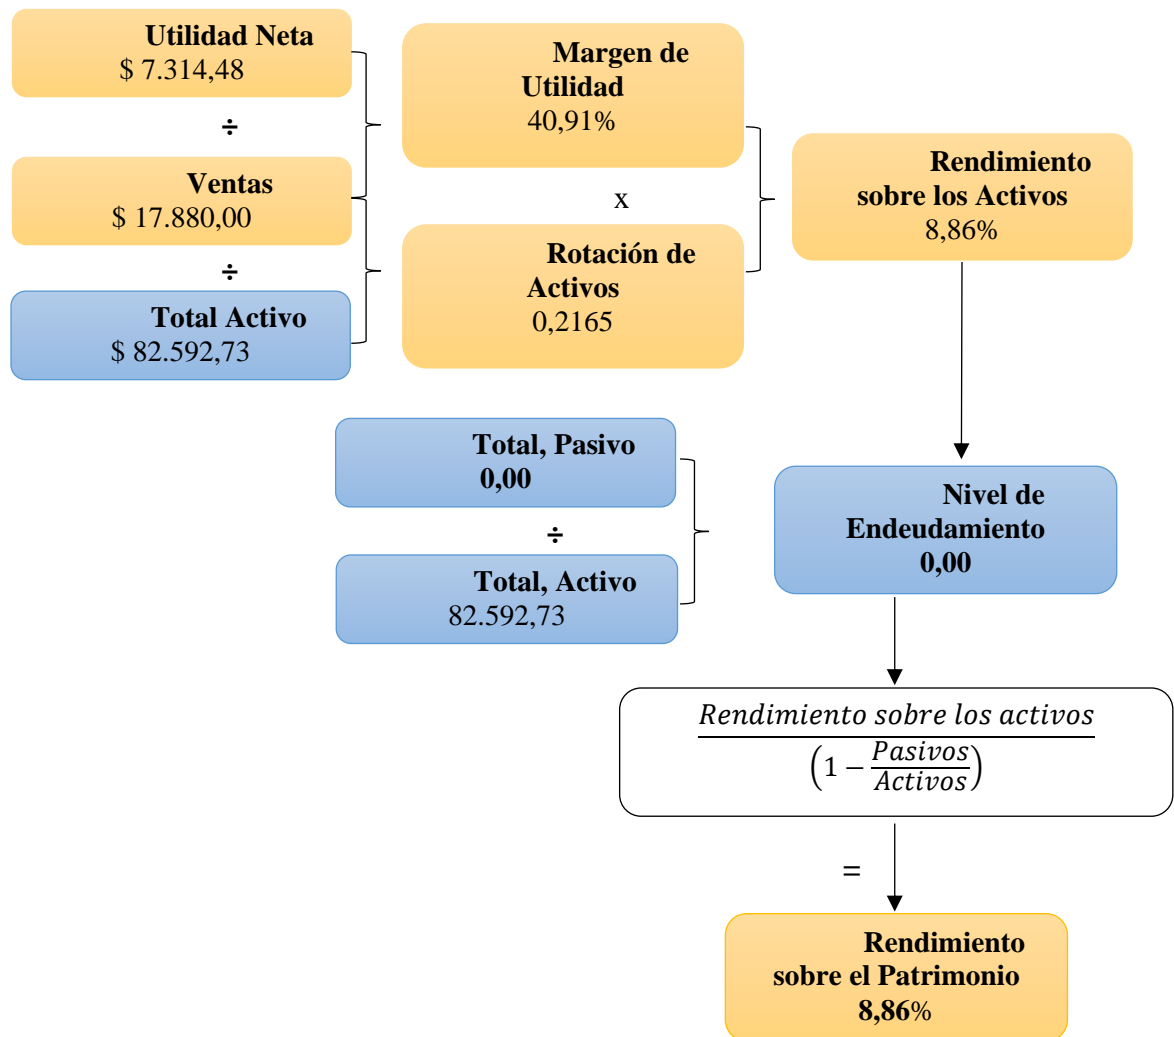 Utilidad Neta
$ 7.314,48
÷
Ventas
$ 17.880,00
÷
Total Activo
$ 82.592,73
Margen de
Utilidad
40,91%
x
Rotación de
Activos
0,2165
Rendimiento
sobre los Activos
8,86%
Total, Pasivo
0,00
÷
Total, Activo
82.592,73
Nivel de
Endeudamiento
0,00
Rendimiento sobre los activos
(1 − Pasivos
Activos)
=
Rendimiento
sobre el Patrimonio
8,86%